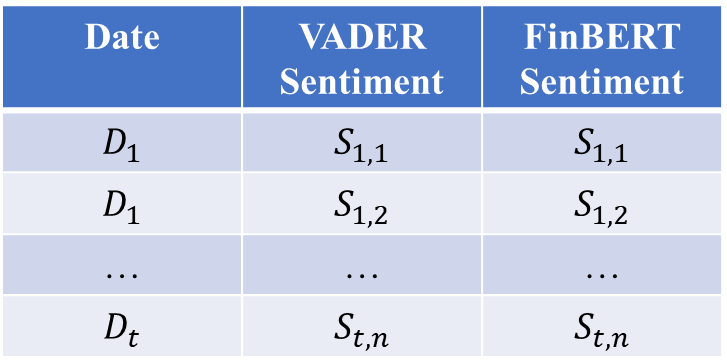 Date VADER Sentiment FinBERT Sentiment
D₁ S₁,₁ S₁,₁
D₁ S₁,₂ S₁,₂
... ... ...
Dₜ Sₜ,ₙ Sₜ,ₙ